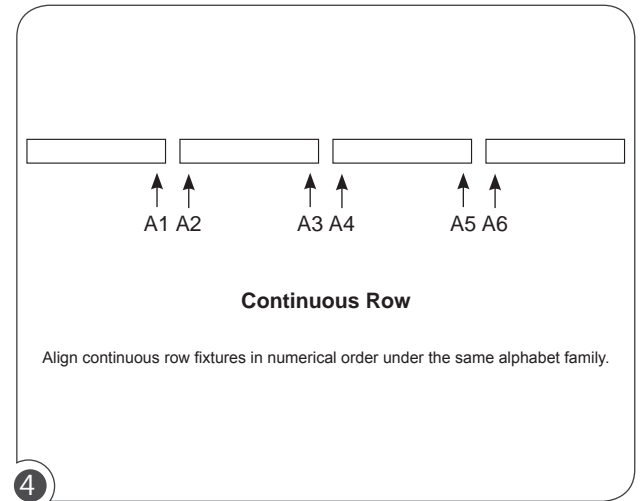 A1 A2 A3 A4 A5 A6
Continuous Row
Align continuous row fixtures in numerical order under the same alphabet family.
4